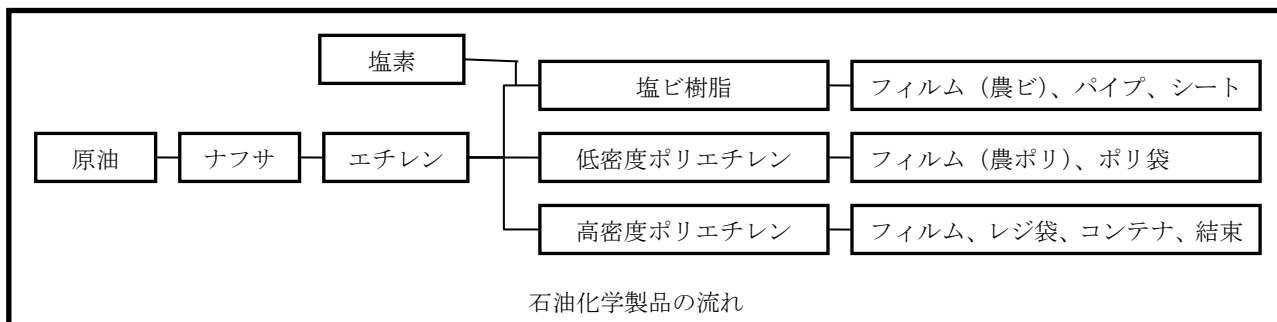 塩素
塩ビ樹脂
フィルム（農ビ）、パイプ、シート
原油
ナフサ
エチレン
低密度ポリエチレン
フィルム（農ポリ）、ポリ袋
高密度ポリエチレン
フィルム、レジ袋、コンテナ、結束
石油化学製品の流れ